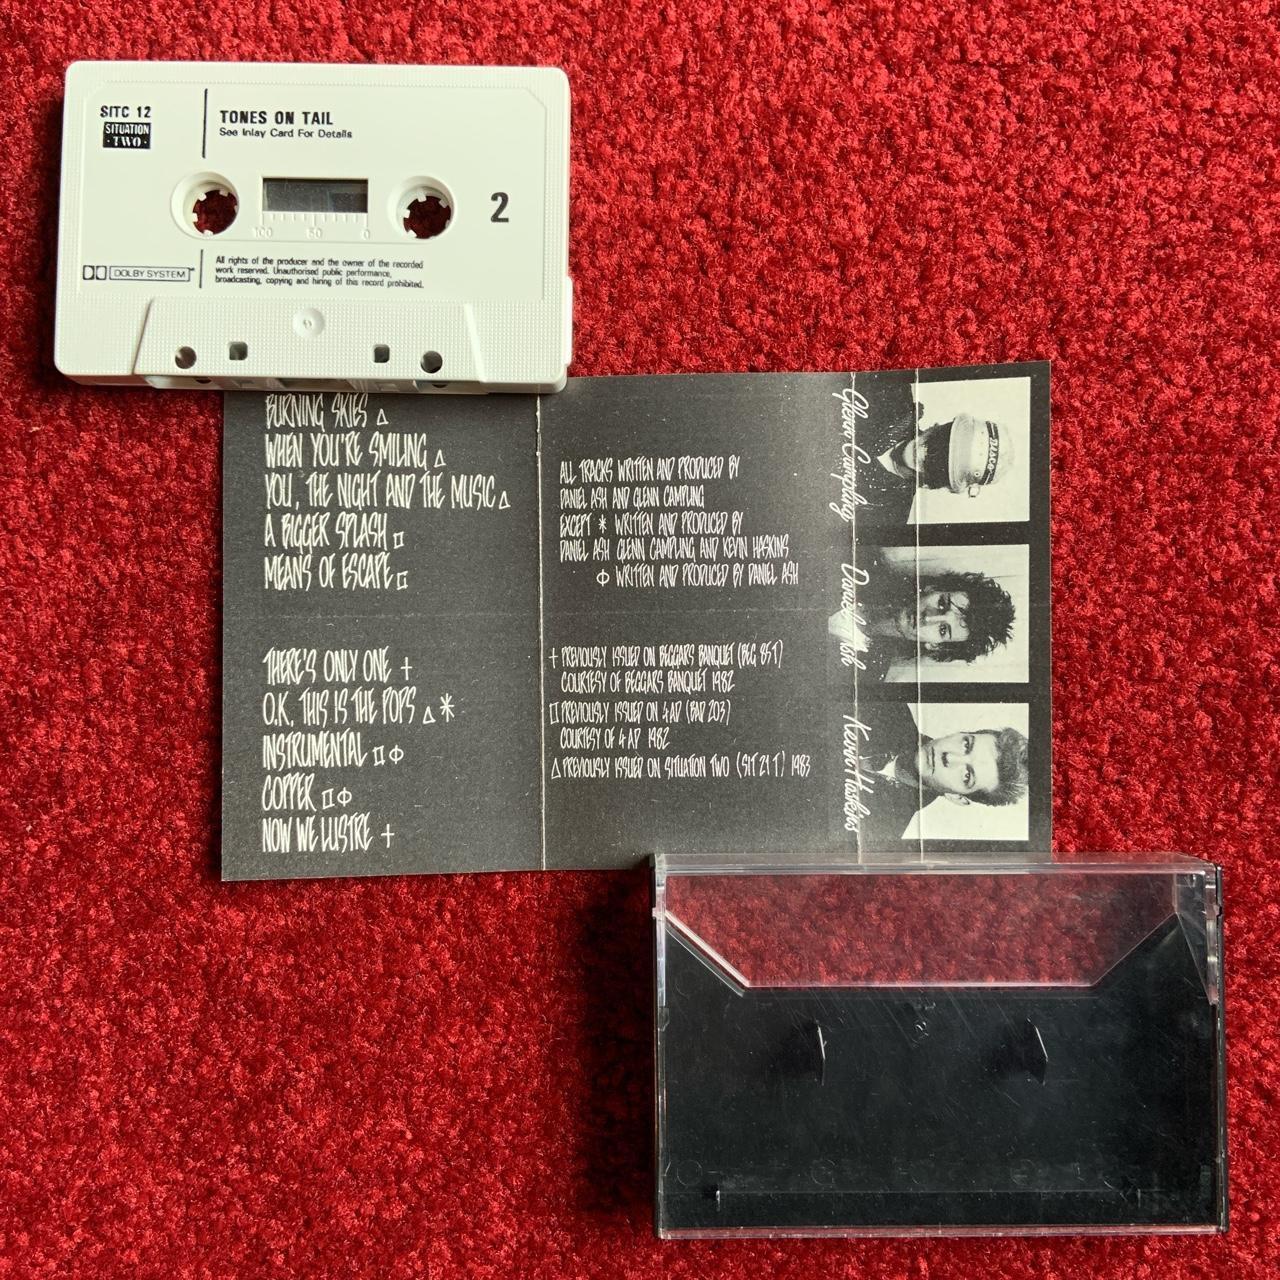 SITC 12
SITUATION
·TWO·
TONES ON TAIL
See Inlay Card For Details
2
100 50 0
DOLBY SYSTEM
All rights of the producer and the owner of the recorded
work reserved. Unauthorised public performance,
broadcasting, copying and hiring of this record prohibited.
BURNING SKIES △
WHEN YOU'RE SMILING △
YOU, THE NIGHT AND THE MUSIC △
A BIGGER SPLASH □
MEANS OF ESCAPE □
THERE'S ONLY ONE +
O.K, THIS IS THE POPS △ *
INSTRUMENTAL □ Φ
COPPER □ Φ
NOW WE LUSTRE +
ALL TRACKS WRITTEN AND PRODUCED BY
DANIEL ASH AND GLENN CAMPLING
EXCEPT * WRITTEN AND PRODUCED BY
DANIEL ASH GLENN CAMPLING AND KEVIN HASKINS
Φ WRITTEN AND PRODUCED BY DANIEL ASH
+ PREVIOUSLY ISSUED ON BEGGARS BANQUET (BEG 85T)
COURTESY OF BEGGARS BANQUET 1982
□ PREVIOUSLY ISSUED ON 4AD (BAD 203)
COURTESY OF 4AD 1982
△ PREVIOUSLY ISSUED ON SITUATION TWO (SIT 21 T) 1983
Glenn Campling
Daniel Ash
Kevin Haskins